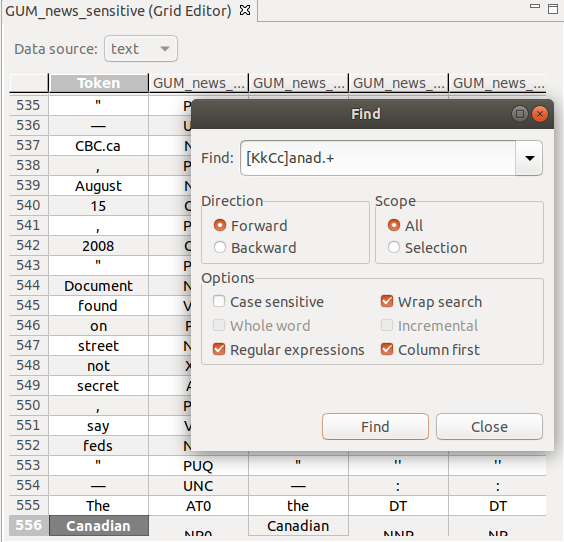 GUM_news_sensitive (Grid Editor)
Data source: text
Token GUM_news_... GUM_news_... GUM_news_... GUM_news_...
535 "
536 —
537 CBC.ca
538 ,
539 August
540 15
541 ,
542 2008
543 "
544 Document
545 found
546 on
547 street
548 not
549 secret
550 ,
551 say
552 feds
553 " PUQ " '' ''
554 — UNC — : :
555 The AT0 the DT DT
556 Canadian NP0 Canadian NNP NP
Find
Find: [KkCc]anad.+
Direction
Forward
Backward
Scope
All
Selection
Options
Case sensitive Wrap search
Whole word Incremental
Regular expressions Column first
Find Close